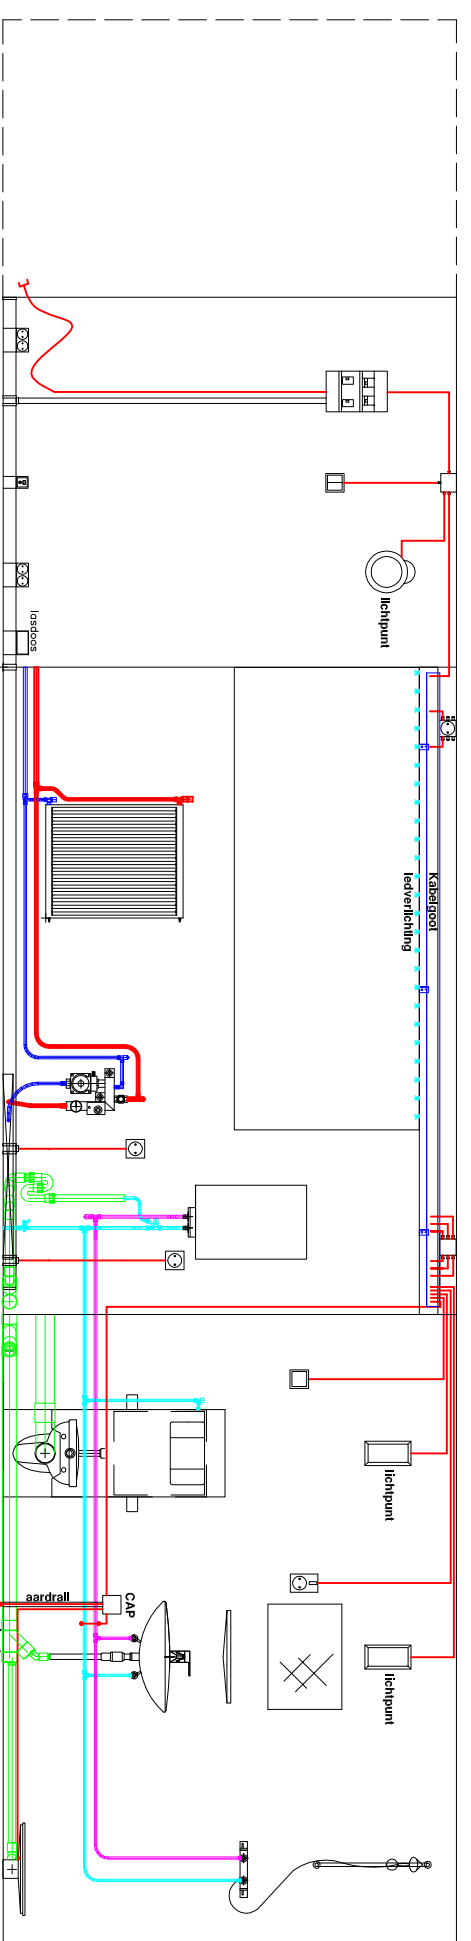 lichtpunt
lasdoos
Kabelgoot
ledverlichting
lichtpunt
aardrail
CAP
lichtpunt